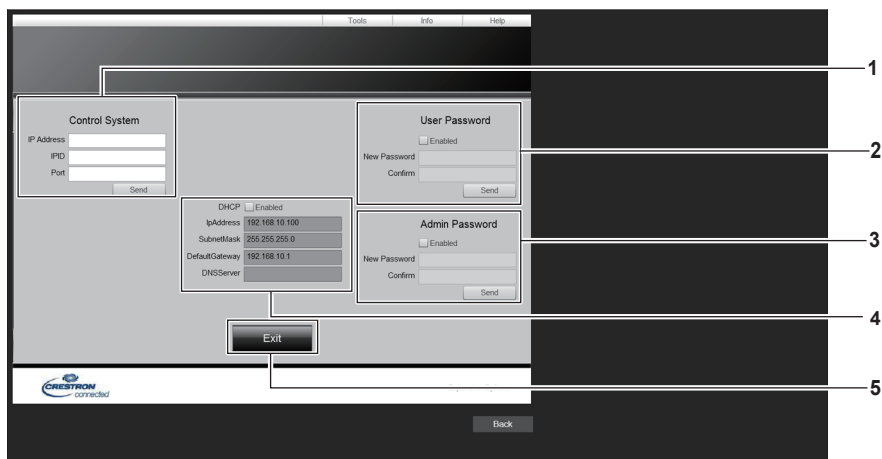 Tools Info Help
1
Control System
IP Address
IPID
Port
Send
User Password
Enabled
New Password
Confirm
Send
2
DHCP Enabled
IpAddress 192.168.10.100
SubnetMask 255.255.255.0
DefaultGateway 192.168.10.1
DNSServer
Admin Password
Enabled
New Password
Confirm
Send
3
4
Exit
5
CRESTRON
connected
Back